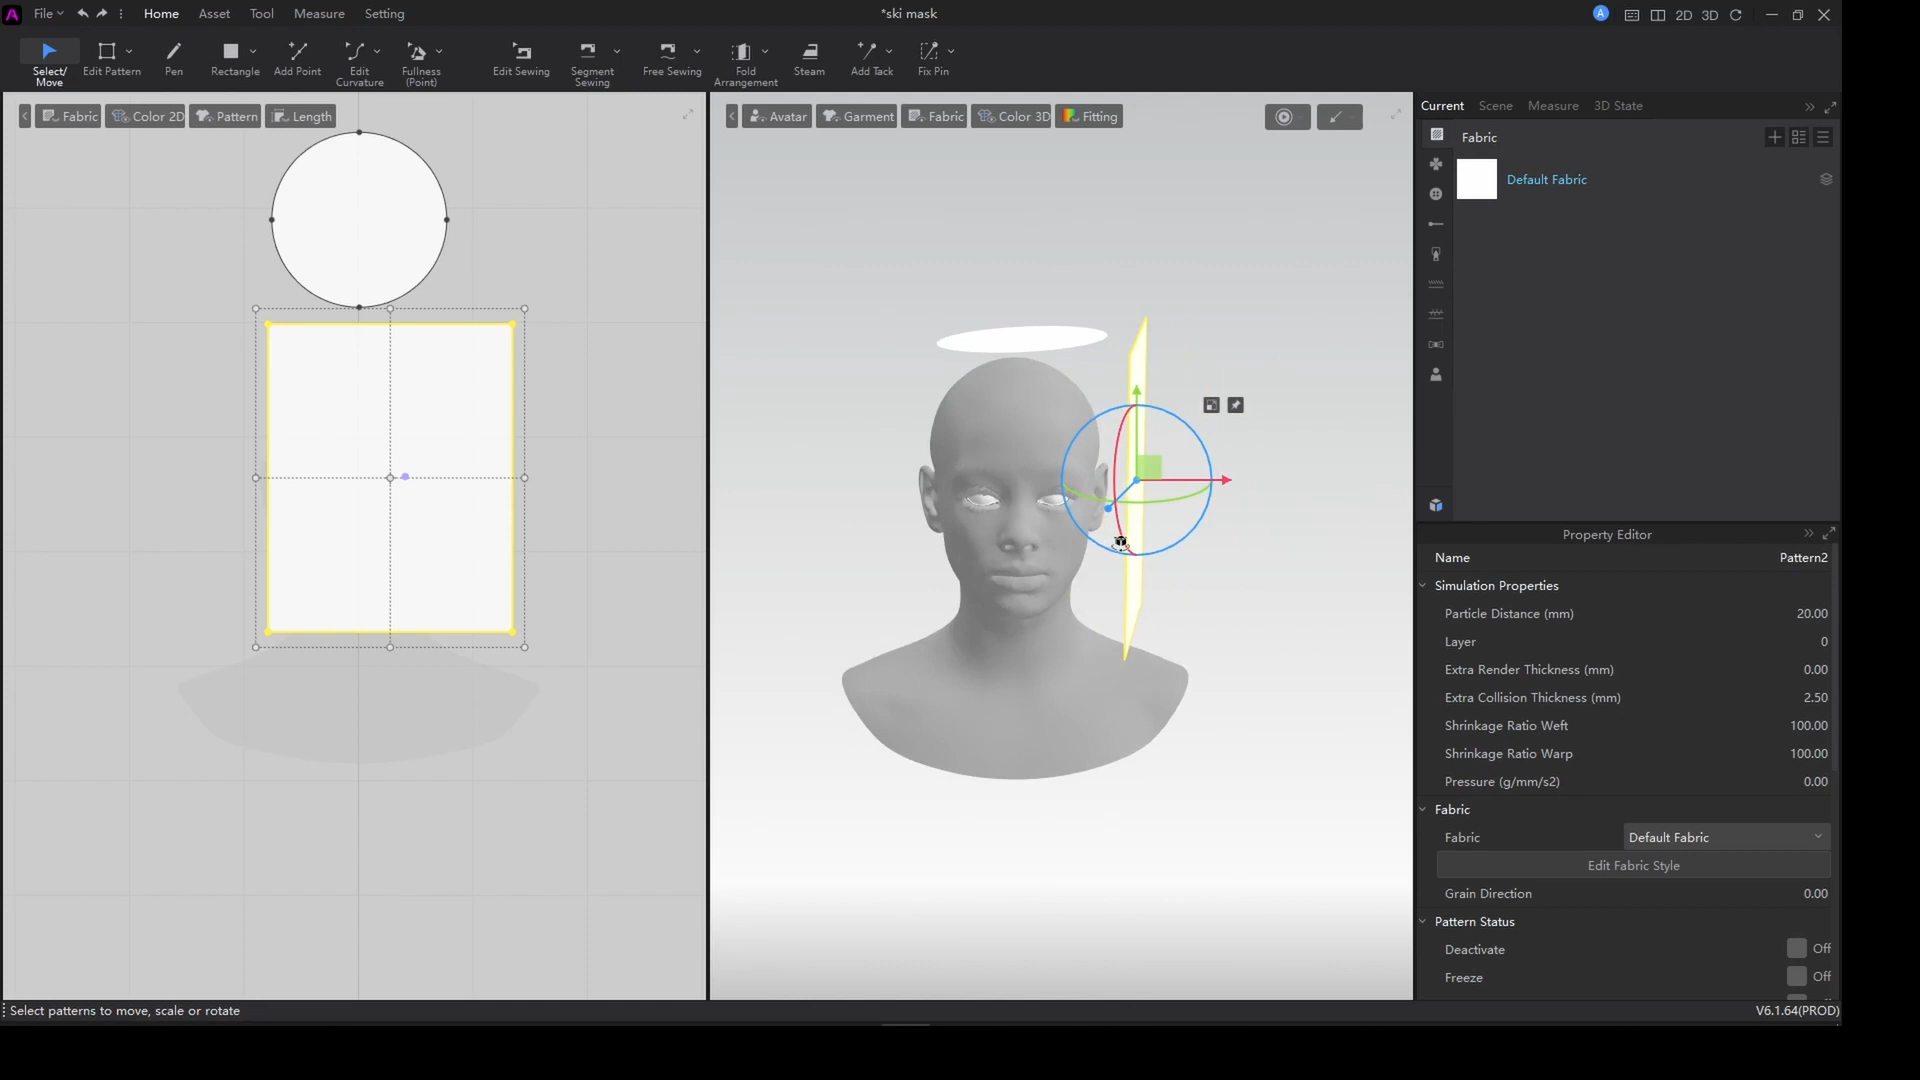 File
Home
Asset
Tool
Measure
Setting
*ski mask
2D
3D
A
Select/
Move
Edit Pattern
Pen
Rectangle
Add Point
Edit
Curvature
Fullness
(Point)
Edit Sewing
Segment
Sewing
Free Sewing
Fold
Arrangement
Steam
Add Tack
Fix Pin
Fabric
Color 2D
Pattern
Length
Avatar
Garment
Fabric
Color 3D
Fitting
Current
Scene
Measure
3D State
Fabric
Default Fabric
Property Editor
Name
Pattern2
Simulation Properties
Particle Distance (mm)
20.00
Layer
0
Extra Render Thickness (mm)
0.00
Extra Collision Thickness (mm)
2.50
Shrinkage Ratio Weft
100.00
Shrinkage Ratio Warp
100.00
Pressure (g/mm/s2)
0.00
Fabric
Fabric
Default Fabric
Edit Fabric Style
Grain Direction
0.00
Pattern Status
Deactivate
Off
Freeze
Off
Select patterns to move, scale or rotate
V6.1.64(PROD)